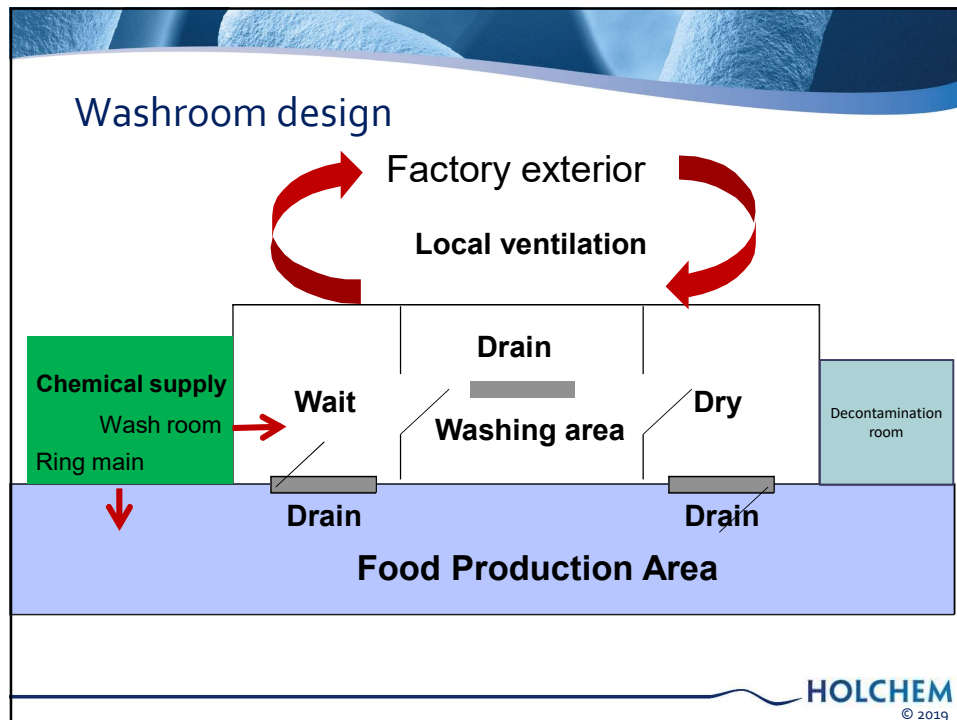 Washroom design
Factory exterior
Local ventilation
Drain
Chemical supply
Wash room
Ring main
Wait
Washing area
Dry
Decontamination
room
Drain
Drain
Food Production Area
HOLCHEM
© 2019